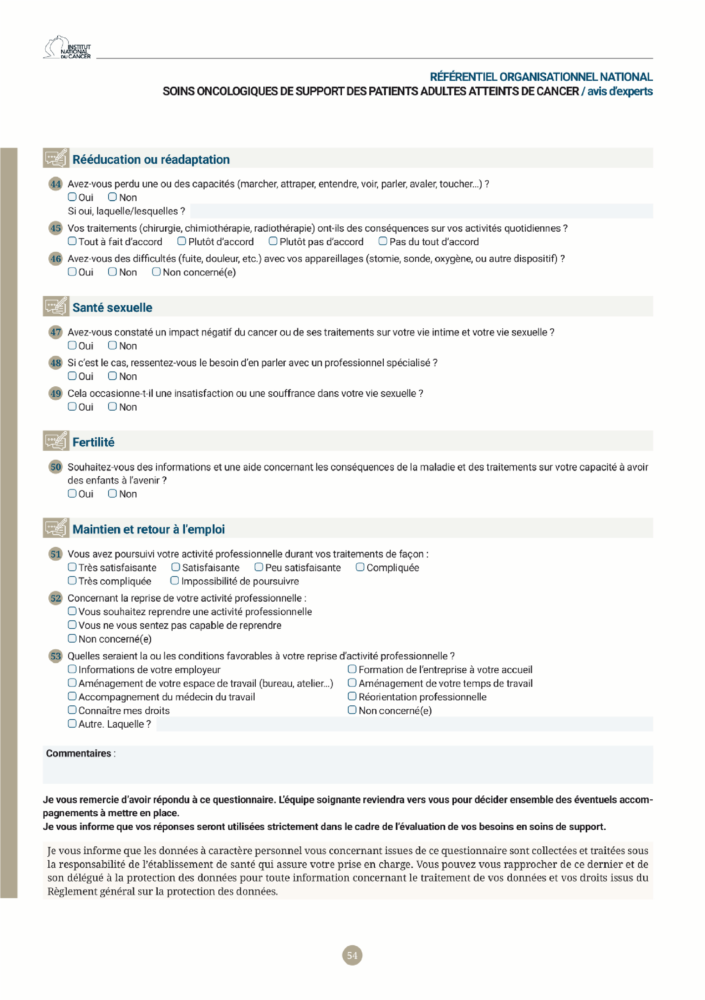 INSTITUT
NATIONAL
DU CANCER
RÉFÉRENTIEL ORGANISATIONNEL NATIONAL
SOINS ONCOLOGIQUES DE SUPPORT DES PATIENTS ADULTES ATTEINTS DE CANCER / avis d'experts
Rééducation ou réadaptation
44 Avez-vous perdu une ou des capacités (marcher, attraper, entendre, voir, parler, avaler, toucher...) ?
Oui Non
Si oui, laquelle/lesquelles ?
45 Vos traitements (chirurgie, chimiothérapie, radiothérapie) ont-ils des conséquences sur vos activités quotidiennes ?
Tout à fait d'accord Plutôt d'accord Plutôt pas d'accord Pas du tout d'accord
46 Avez-vous des difficultés (fuite, douleur, etc.) avec vos appareillages (stomie, sonde, oxygène, ou autre dispositif) ?
Oui Non Non concerné(e)
Santé sexuelle
47 Avez-vous constaté un impact négatif du cancer ou de ses traitements sur votre vie intime et votre vie sexuelle ?
Oui Non
48 Si c'est le cas, ressentez-vous le besoin d'en parler avec un professionnel spécialisé ?
Oui Non
49 Cela occasionne-t-il une insatisfaction ou une souffrance dans votre vie sexuelle ?
Oui Non
Fertilité
50 Souhaitez-vous des informations et une aide concernant les conséquences de la maladie et des traitements sur votre capacité à avoir
des enfants à l'avenir ?
Oui Non
Maintien et retour à l'emploi
51 Vous avez poursuivi votre activité professionnelle durant vos traitements de façon :
Très satisfaisante Satisfaisante Peu satisfaisante Compliquée
Très compliquée Impossibilité de poursuivre
52 Concernant la reprise de votre activité professionnelle :
Vous souhaitez reprendre une activité professionnelle
Vous ne vous sentez pas capable de reprendre
Non concerné(e)
53 Quelles seraient la ou les conditions favorables à votre reprise d'activité professionnelle ?
Informations de votre employeur Formation de l'entreprise à votre accueil
Aménagement de votre espace de travail (bureau, atelier...) Aménagement de votre temps de travail
Accompagnement du médecin du travail Réorientation professionnelle
Connaître mes droits Non concerné(e)
Autre. Laquelle ?
Commentaires :
Je vous remercie d'avoir répondu à ce questionnaire. L'équipe soignante reviendra vers vous pour décider ensemble des éventuels accom-
pagnements à mettre en place.
Je vous informe que vos réponses seront utilisées strictement dans le cadre de l'évaluation de vos besoins en soins de support.
Je vous informe que les données à caractère personnel vous concernant issues de ce questionnaire sont collectées et traitées sous
la responsabilité de l'établissement de santé qui assure votre prise en charge. Vous pouvez vous rapprocher de ce dernier et de
son délégué à la protection des données pour toute information concernant le traitement de vos données et vos droits issus du
Règlement général sur la protection des données.
54